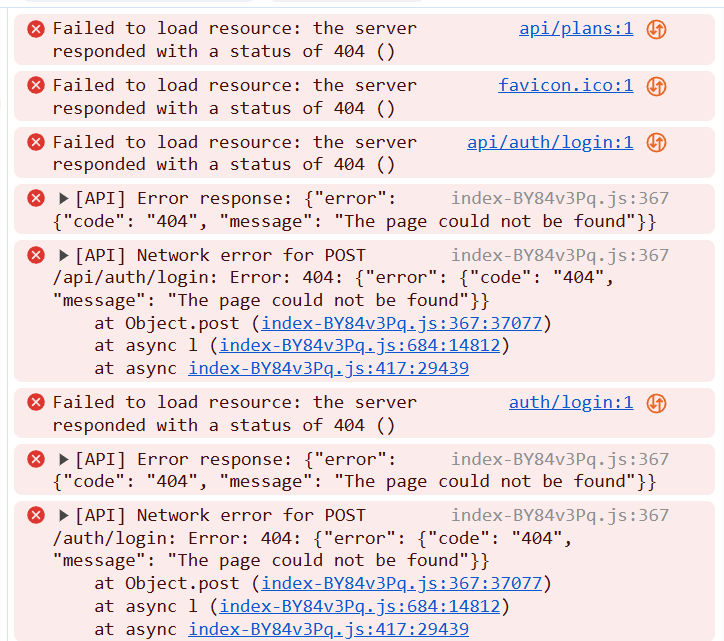 Failed to load resource: the server api/plans:1
responded with a status of 404 ()
Failed to load resource: the server favicon.ico:1
responded with a status of 404 ()
Failed to load resource: the server api/auth/login:1
responded with a status of 404 ()
[API] Error response: {"error": index-BY84v3Pq.js:367
{"code": "404", "message": "The page could not be found"}}
[API] Network error for POST index-BY84v3Pq.js:367
/api/auth/login: Error: 404: {"error": {"code": "404",
"message": "The page could not be found"}}
at Object.post (index-BY84v3Pq.js:367:37077)
at async l (index-BY84v3Pq.js:684:14812)
at async index-BY84v3Pq.js:417:29439
Failed to load resource: the server auth/login:1
responded with a status of 404 ()
[API] Error response: {"error": index-BY84v3Pq.js:367
{"code": "404", "message": "The page could not be found"}}
[API] Network error for POST index-BY84v3Pq.js:367
/auth/login: Error: 404: {"error": {"code": "404",
"message": "The page could not be found"}}
at Object.post (index-BY84v3Pq.js:367:37077)
at async l (index-BY84v3Pq.js:684:14812)
at async index-BY84v3Pq.js:417:29439